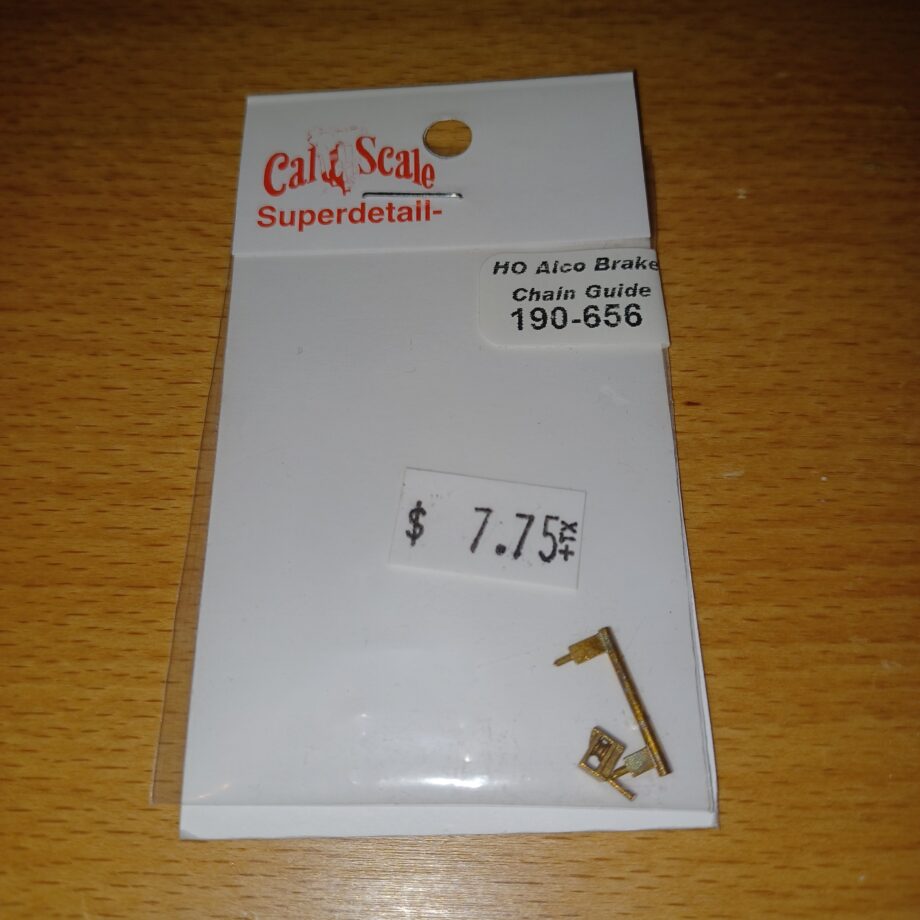 Cal Scale
Superdetail-
HO Alco Brake
Chain Guide
190-656
$ 7.75 +TX